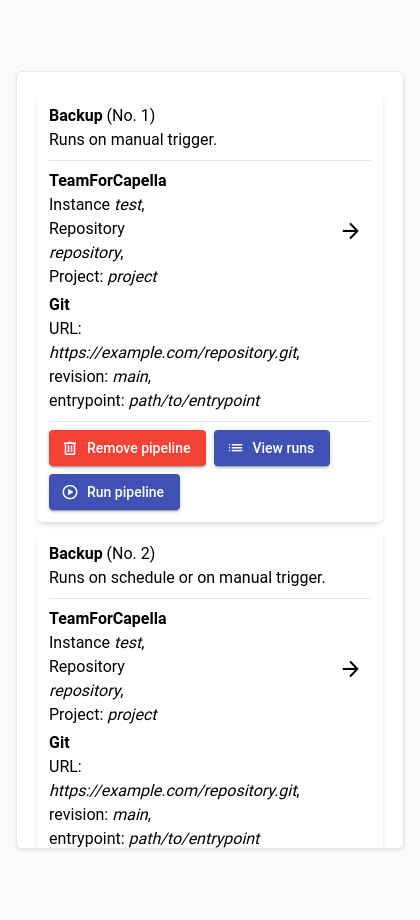 Backup (No. 1)
Runs on manual trigger.
TeamForCapella
Instance test,
Repository
repository,
Project: project
Git
URL:
https://example.com/repository.git,
revision: main,
entrypoint: path/to/entrypoint
Remove pipeline
View runs
Run pipeline
Backup (No. 2)
Runs on schedule or on manual trigger.
TeamForCapella
Instance test,
Repository
repository,
Project: project
Git
URL:
https://example.com/repository.git,
revision: main,
entrypoint: path/to/entrypoint